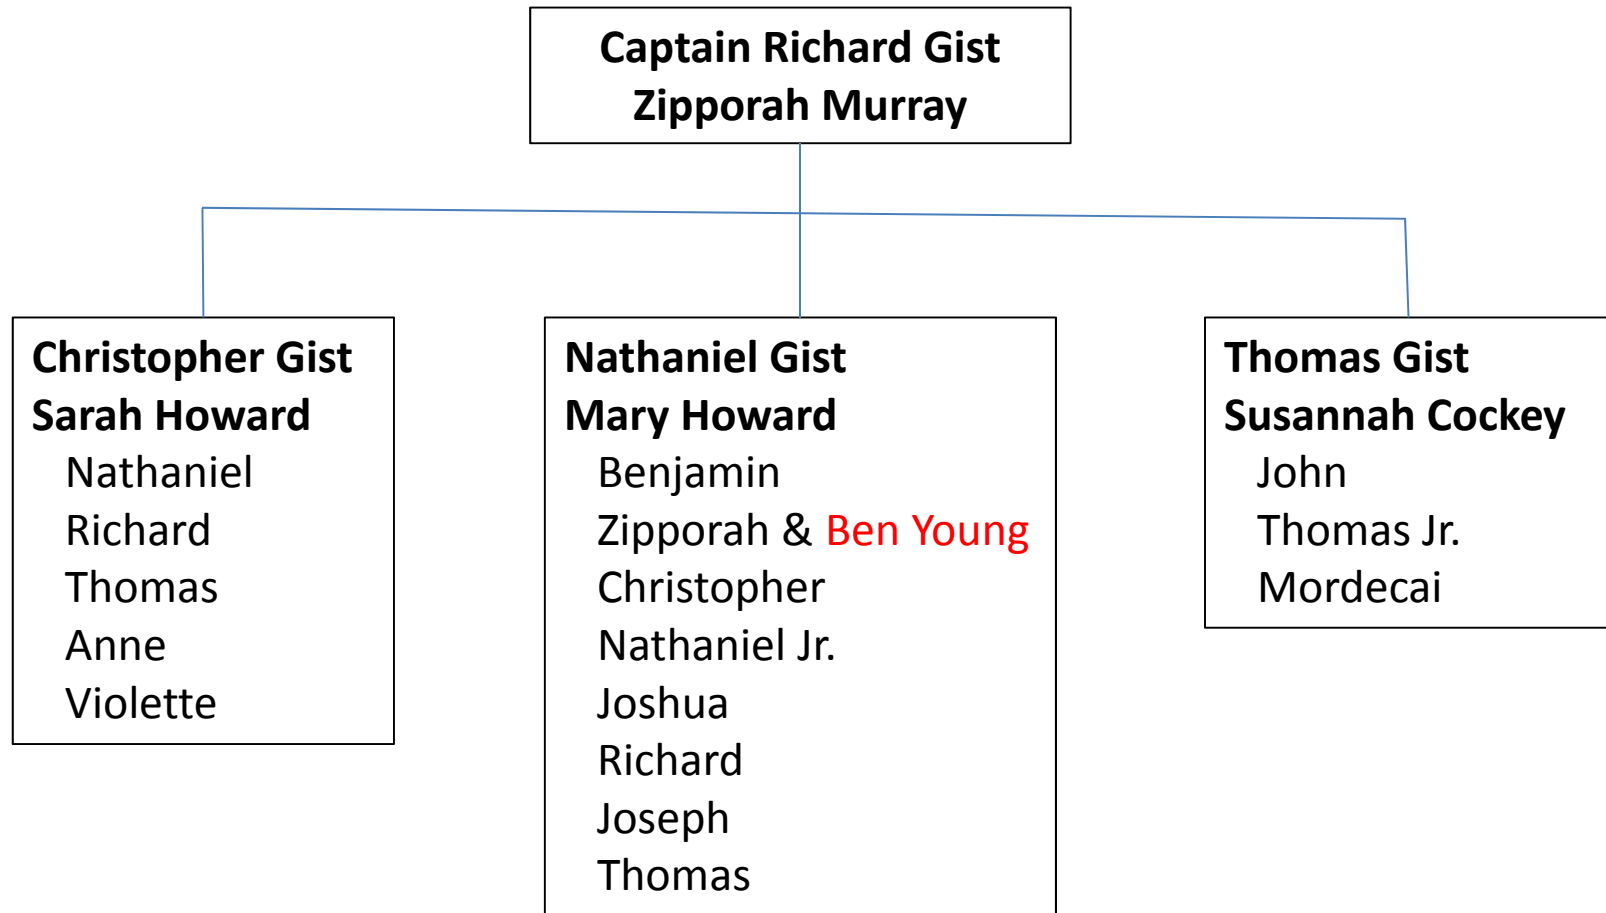 Captain Richard Gist
Zipporah Murray
Christopher Gist
Sarah Howard
Nathaniel
Richard
Thomas
Anne
Violette
Nathaniel Gist
Mary Howard
Benjamin
Zipporah & Ben Young
Christopher
Nathaniel Jr.
Joshua
Richard
Joseph
Thomas
Thomas Gist
Susannah Cockey
John
Thomas Jr.
Mordecai